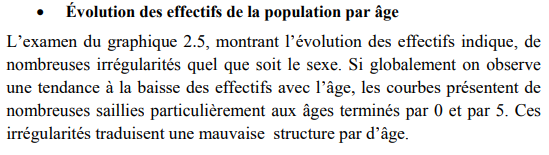 • Évolution des effectifs de la population par âge
L’examen du graphique 2.5, montrant l’évolution des effectifs indique, de
nombreuses irrégularités quel que soit le sexe. Si globalement on observe
une tendance à la baisse des effectifs avec l’âge, les courbes présentent de
nombreuses saillies particulièrement aux âges terminés par 0 et par 5. Ces
irrégularités traduisent une mauvaise structure par d’âge.